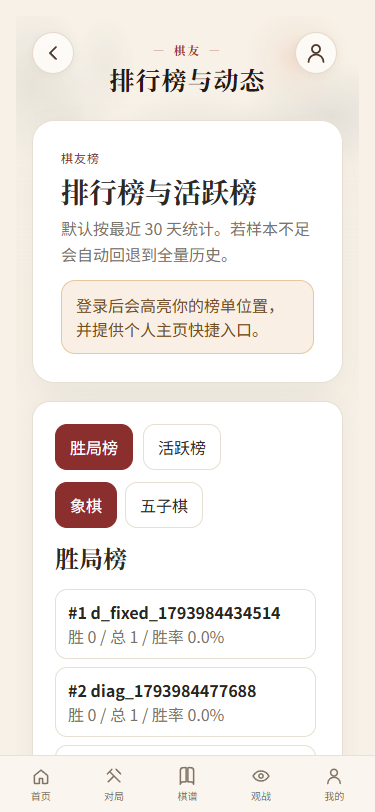 棋友
排行榜与动态
棋友榜
排行榜与活跃榜
默认按最近 30 天统计。若样本不足
会自动回退到全量历史。
登录后会高亮你的榜单位置，
并提供个人主页快捷入口。
胜局榜 活跃榜
象棋 五子棋
胜局榜
#1 d_fixed_1793984434514
胜 0 / 总 1 / 胜率 0.0%
#2 diag_1793984477688
胜 0 / 总 1 / 胜率 0.0%
首页 对局 棋谱 观战 我的